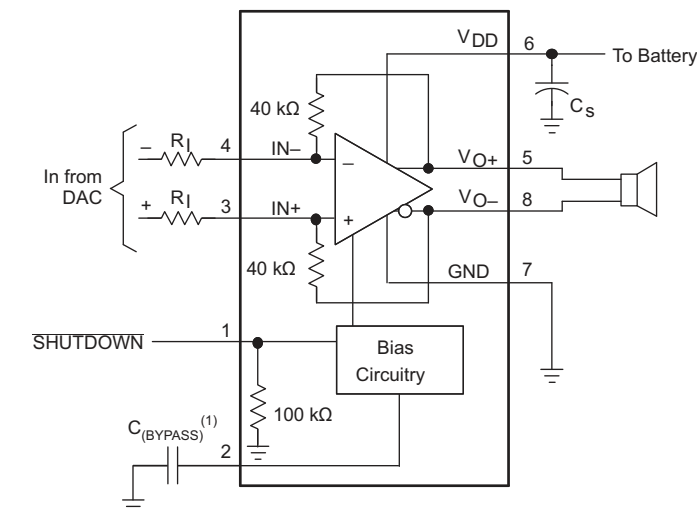 VDD 6
To Battery
40 kΩ
CS
RI 4 IN–
–
–
VO+ 5
In from
DAC
+
RI 3 IN+
+
VO– 8
40 kΩ
GND 7
SHUTDOWN 1
Bias
Circuitry
100 kΩ
C(BYPASS)(1)
2